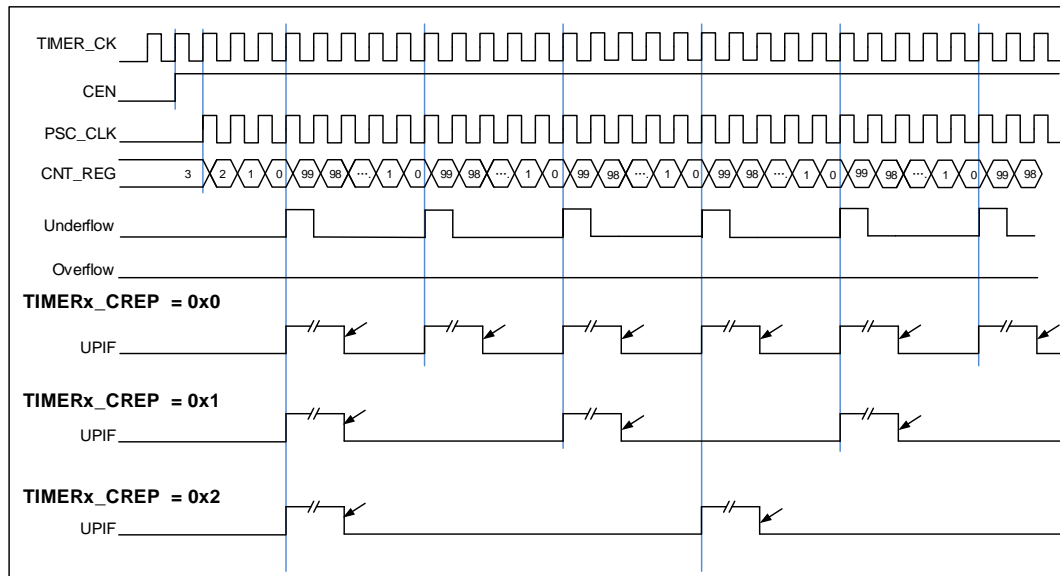 TIMER_CK
CEN
PSC_CLK
CNT_REG 3 2 1 0 99 98 .... 1 0 99 98 .... 1 0 99 98 .... 1 0 99 98 .... 1 0 99 98 .... 1 0 99 98
Underflow
Overflow
TIMERx_CREP = 0x0
UPIF
TIMERx_CREP = 0x1
UPIF
TIMERx_CREP = 0x2
UPIF